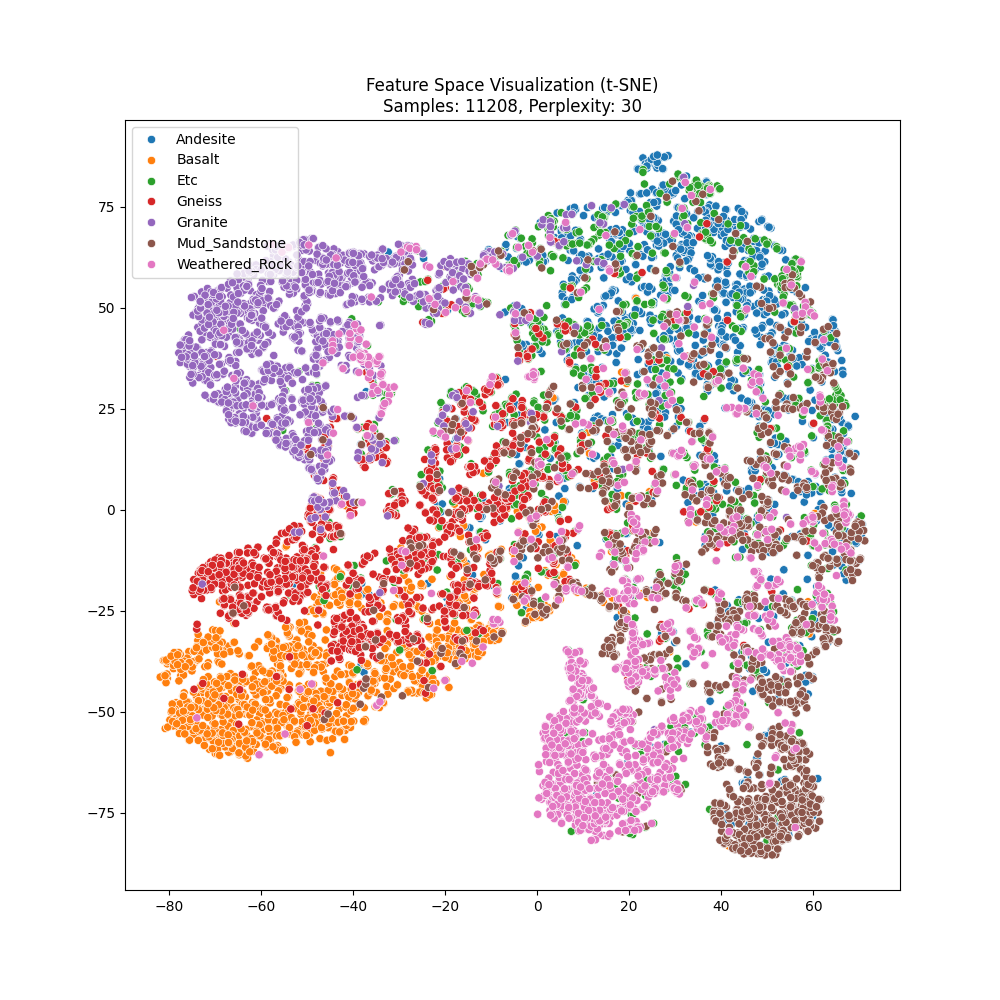 Feature Space Visualization (t-SNE)
Samples: 11208, Perplexity: 30
Andesite
Basalt
Etc
Gneiss
Granite
Mud_Sandstone
Weathered_Rock
75
50
25
0
−25
−50
−75
−80 −60 −40 −20 0 20 40 60